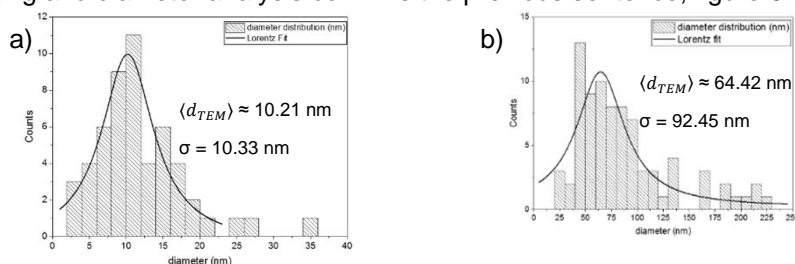 a)
diameter distribution (nm)
Lorentz Fit
⟨d_TEM⟩ ≈ 10.21 nm
σ = 10.33 nm
Counts
12
10
8
6
4
2
0
0 5 10 15 20 25 30 35 40
diameter (nm)
b)
diameter distribution (nm)
Lorentz fit
⟨d_TEM⟩ ≈ 64.42 nm
σ = 92.45 nm
Counts
15
10
5
0
0 25 50 75 100 125 150 175 200 225 25
diameter (nm)